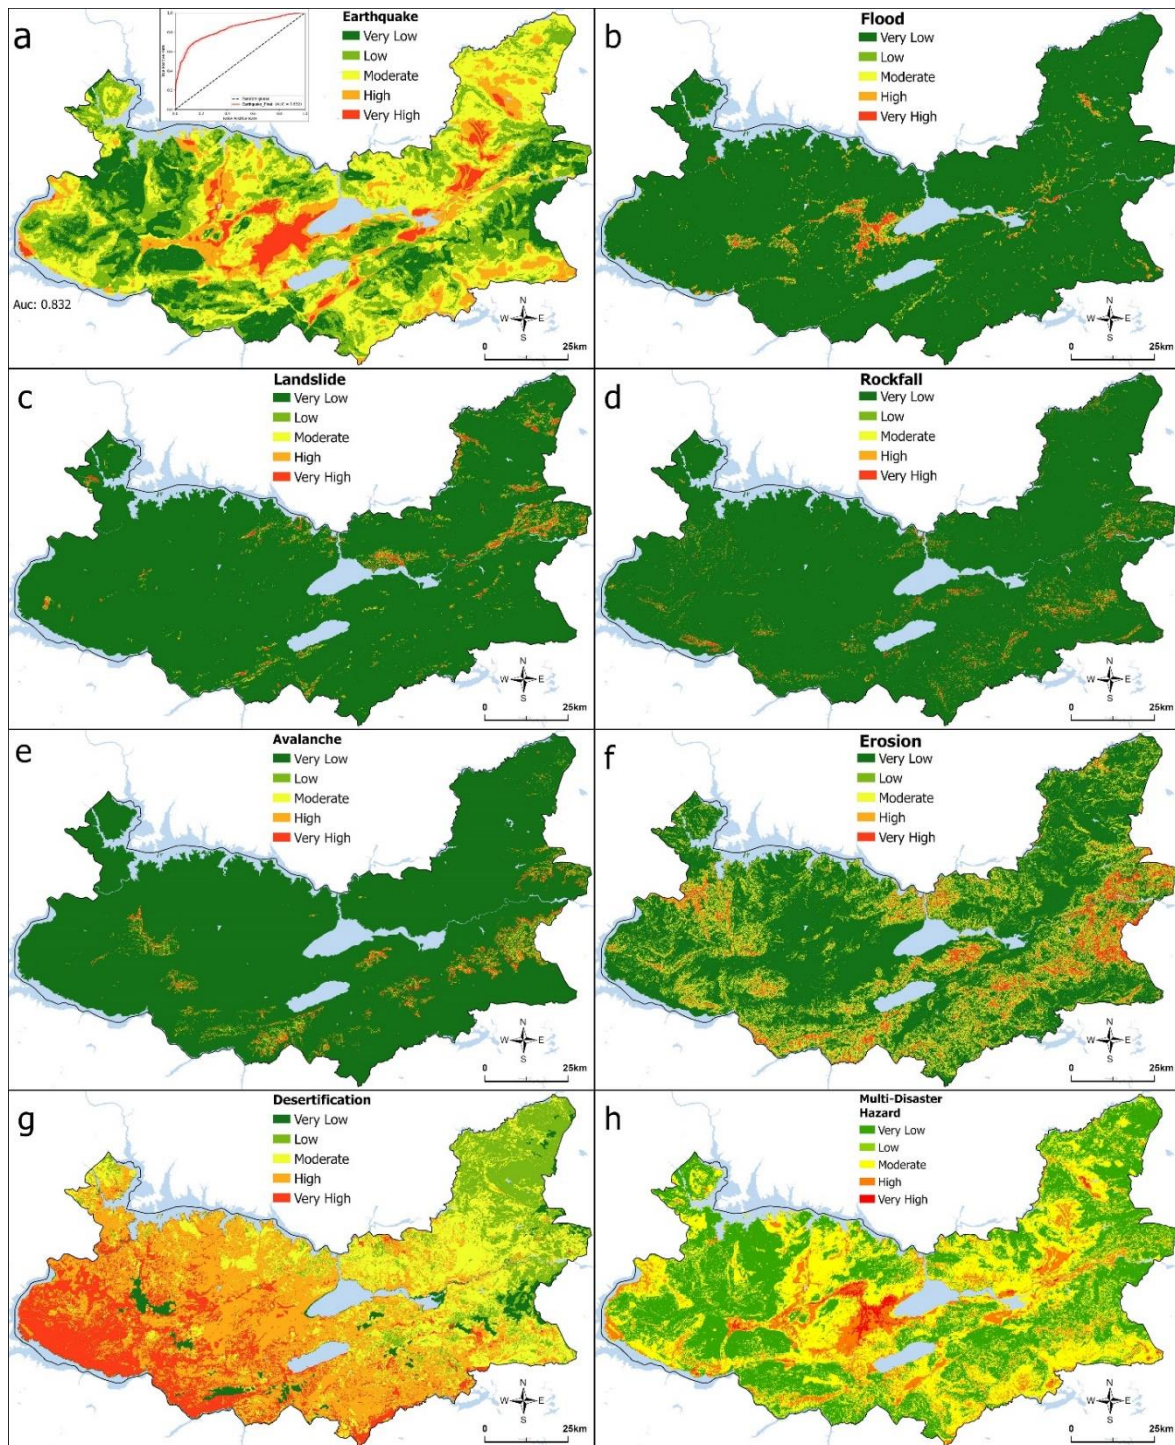 a
Earthquake
Very Low
Low
Moderate
High
Very High
Auc: 0.832
N
W E
S
0 25km
b
Flood
Very Low
Low
Moderate
High
Very High
N
W E
S
0 25km
c
Landslide
Very Low
Low
Moderate
High
Very High
N
W E
S
0 25km
d
Rockfall
Very Low
Low
Moderate
High
Very High
N
W E
S
0 25km
e
Avalanche
Very Low
Low
Moderate
High
Very High
N
W E
S
0 25km
f
Erosion
Very Low
Low
Moderate
High
Very High
N
W E
S
0 25km
g
Desertification
Very Low
Low
Moderate
High
Very High
N
W E
S
0 25km
h
Multi-Disaster
Hazard
Very Low
Low
Moderate
High
Very High
N
W E
S
0 25km